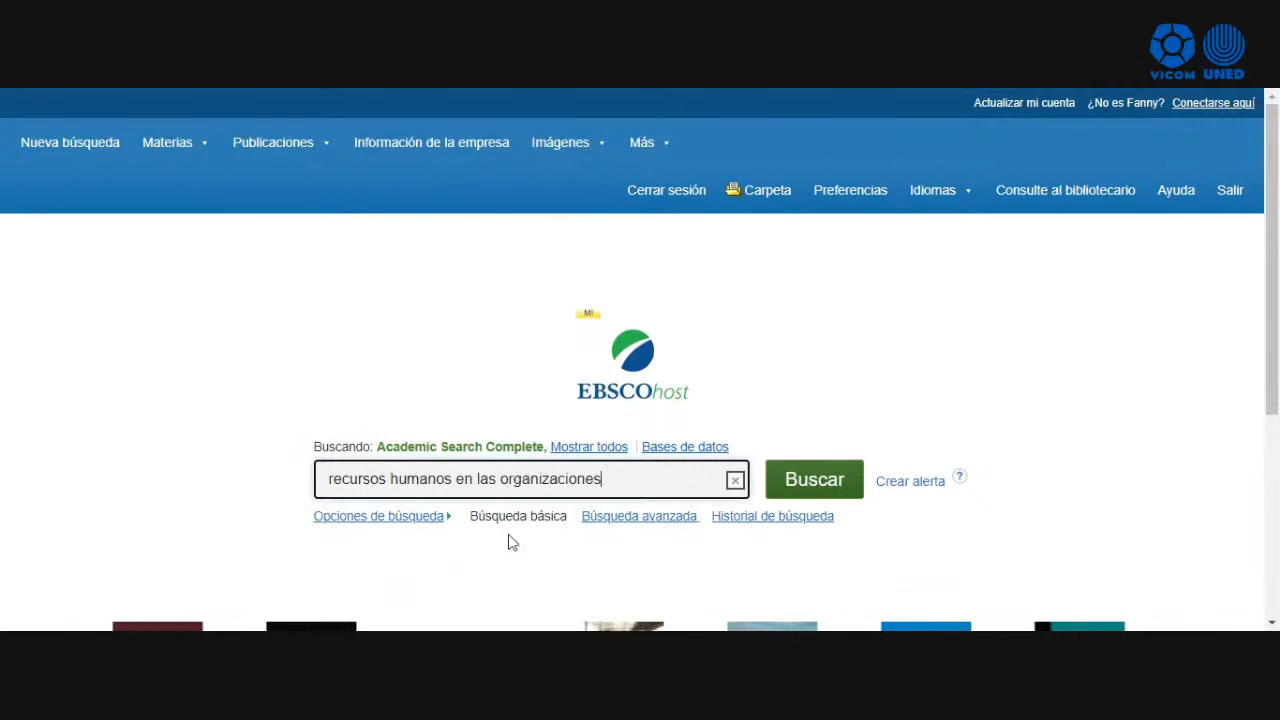 VICOM UNED
Actualizar mi cuenta ¿No es Fanny? Conectarse aquí
Nueva búsqueda Materias Publicaciones Información de la empresa Imágenes Más
Cerrar sesión Carpeta Preferencias Idiomas Consulte al bibliotecario Ayuda Salir
MI
EBSCOhost
Buscando: Academic Search Complete, Mostrar todos Bases de datos
recursos humanos en las organizaciones Buscar Crear alerta ?
Opciones de búsqueda Búsqueda básica Búsqueda avanzada Historial de búsqueda